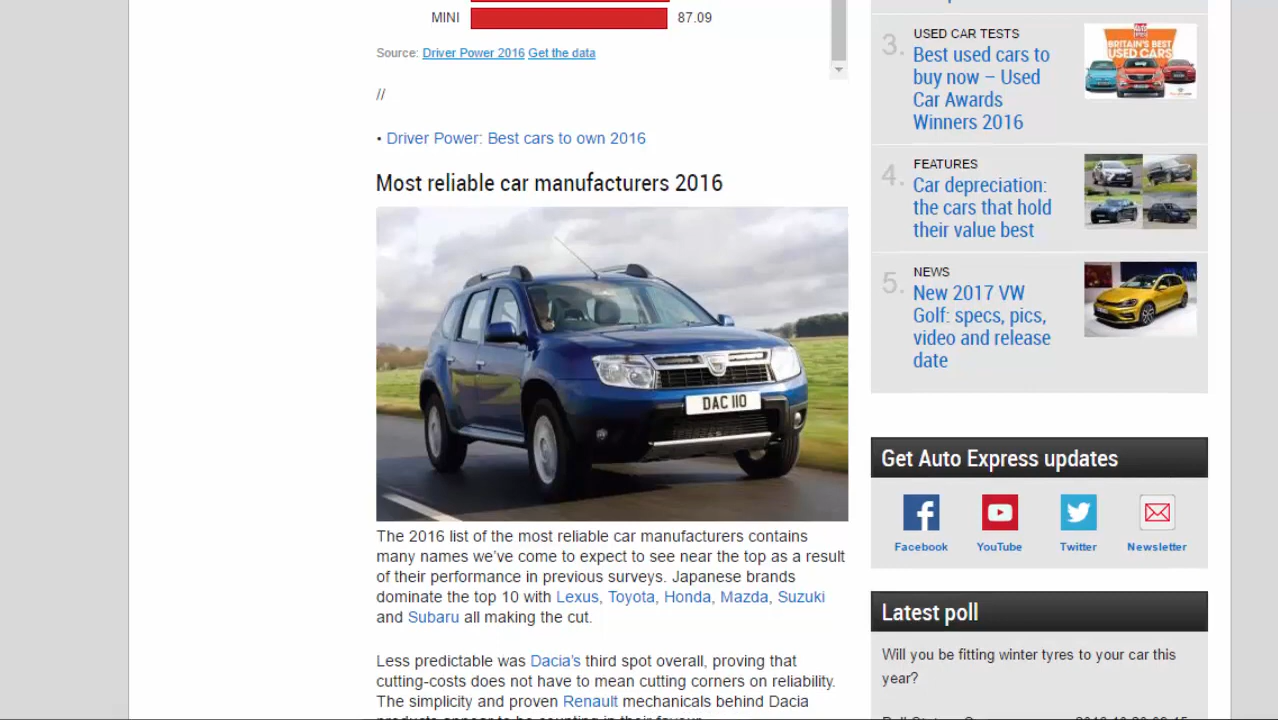 MINI 87.09
Source: Driver Power 2016 Get the data
//
• Driver Power: Best cars to own 2016
Most reliable car manufacturers 2016
DAC 110
The 2016 list of the most reliable car manufacturers contains
many names we've come to expect to see near the top as a result
of their performance in previous surveys. Japanese brands
dominate the top 10 with Lexus, Toyota, Honda, Mazda, Suzuki
and Subaru all making the cut.
Less predictable was Dacia's third spot overall, proving that
cutting-costs does not have to mean cutting corners on reliability.
The simplicity and proven Renault mechanicals behind Dacia
3. USED CAR TESTS
Best used cars to
buy now – Used
Car Awards
Winners 2016
BRITAIN'S BEST
USED CARS
4. FEATURES
Car depreciation:
the cars that hold
their value best
5. NEWS
New 2017 VW
Golf: specs, pics,
video and release
date
Get Auto Express updates
Facebook YouTube Twitter Newsletter
Latest poll
Will you be fitting winter tyres to your car this
year?